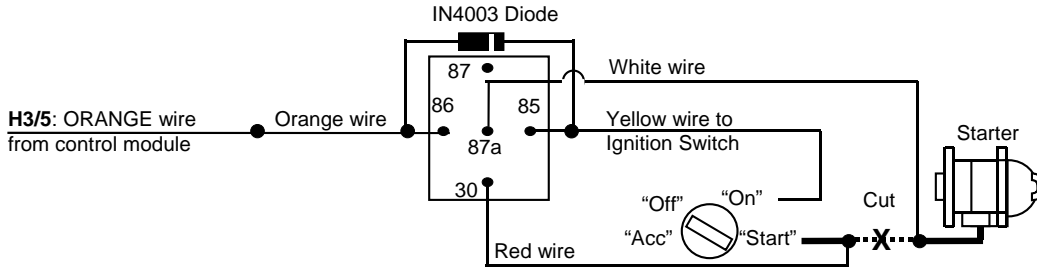 IN4003 Diode
87
White wire
86
85
H3/5: ORANGE wire
from control module
Orange wire
Yellow wire to
Ignition Switch
87a
Starter
30
“Off”
“On”
Cut
“Acc”
“Start”
X
Red wire